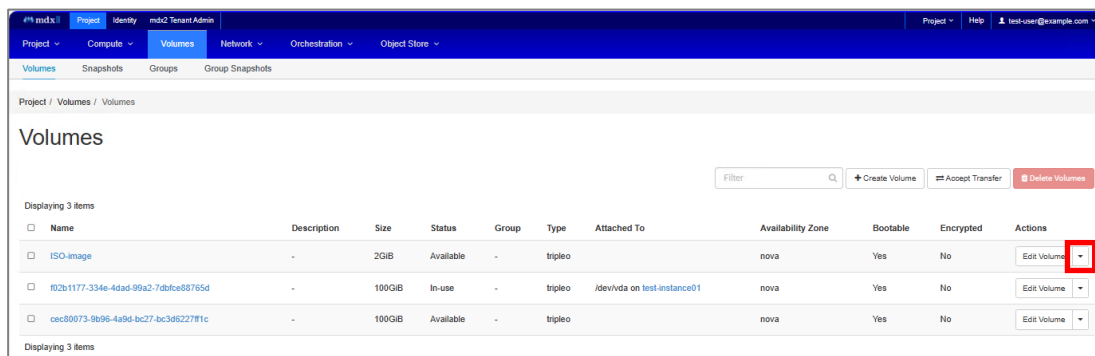 mdx II Project Identity mdx2 Tenant Admin Project Help test-user@example.com
Project Compute Volumes Network Orchestration Object Store
Volumes Snapshots Groups Group Snapshots
Project / Volumes / Volumes
Volumes
Filter +Create Volume Accept Transfer Delete Volumes
Displaying 3 items
Name Description Size Status Group Type Attached To Availability Zone Bootable Encrypted Actions
ISO-image - 2GiB Available - tripleo nova Yes No Edit Volume
f02b1177-334e-4dad-99a2-7dbfce88765d - 100GiB In-use - tripleo /dev/vda on test-instance01 nova Yes No Edit Volume
cec80073-9b96-4a9d-bc27-bc3d6227ff1c - 100GiB Available - tripleo nova Yes No Edit Volume
Displaying 3 items